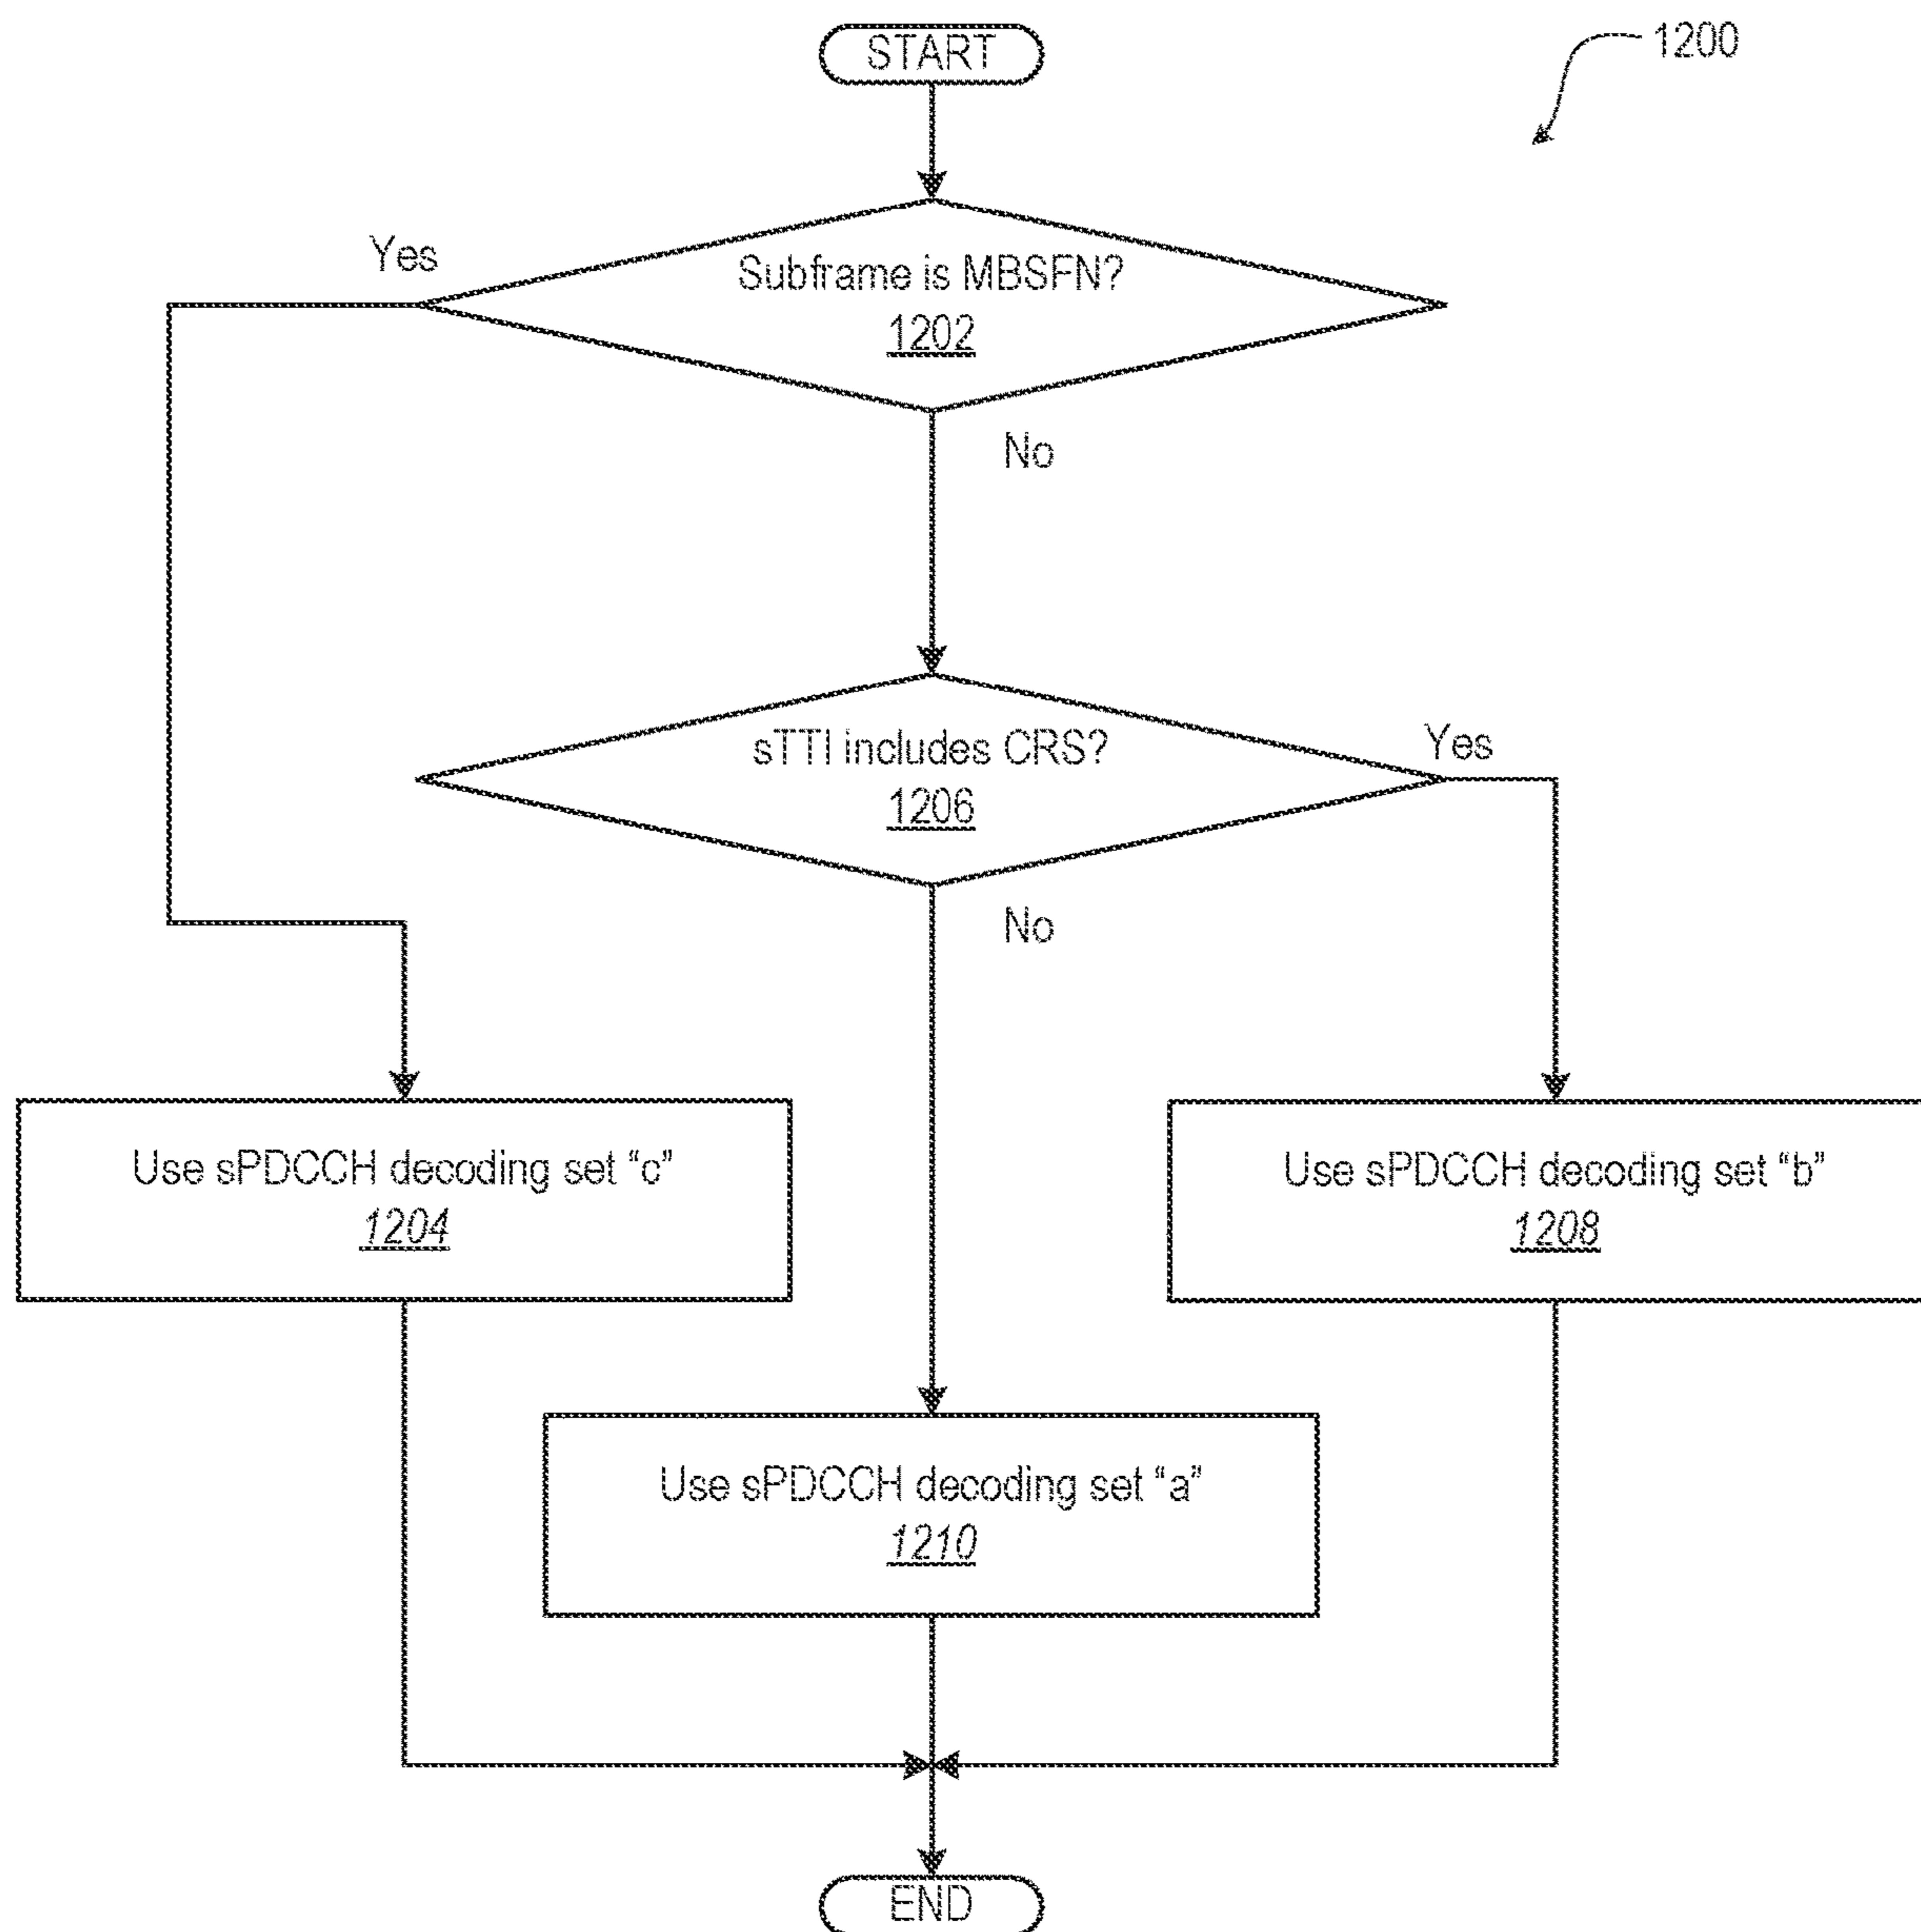 START
1200
Yes
Subframe is MBSFN?
1202
No
sTTI includes CRS?
1206
Yes
No
Use sPDCCH decoding set “c”
1204
Use sPDCCH decoding set “b”
1208
Use sPDCCH decoding set “a”
1210
END